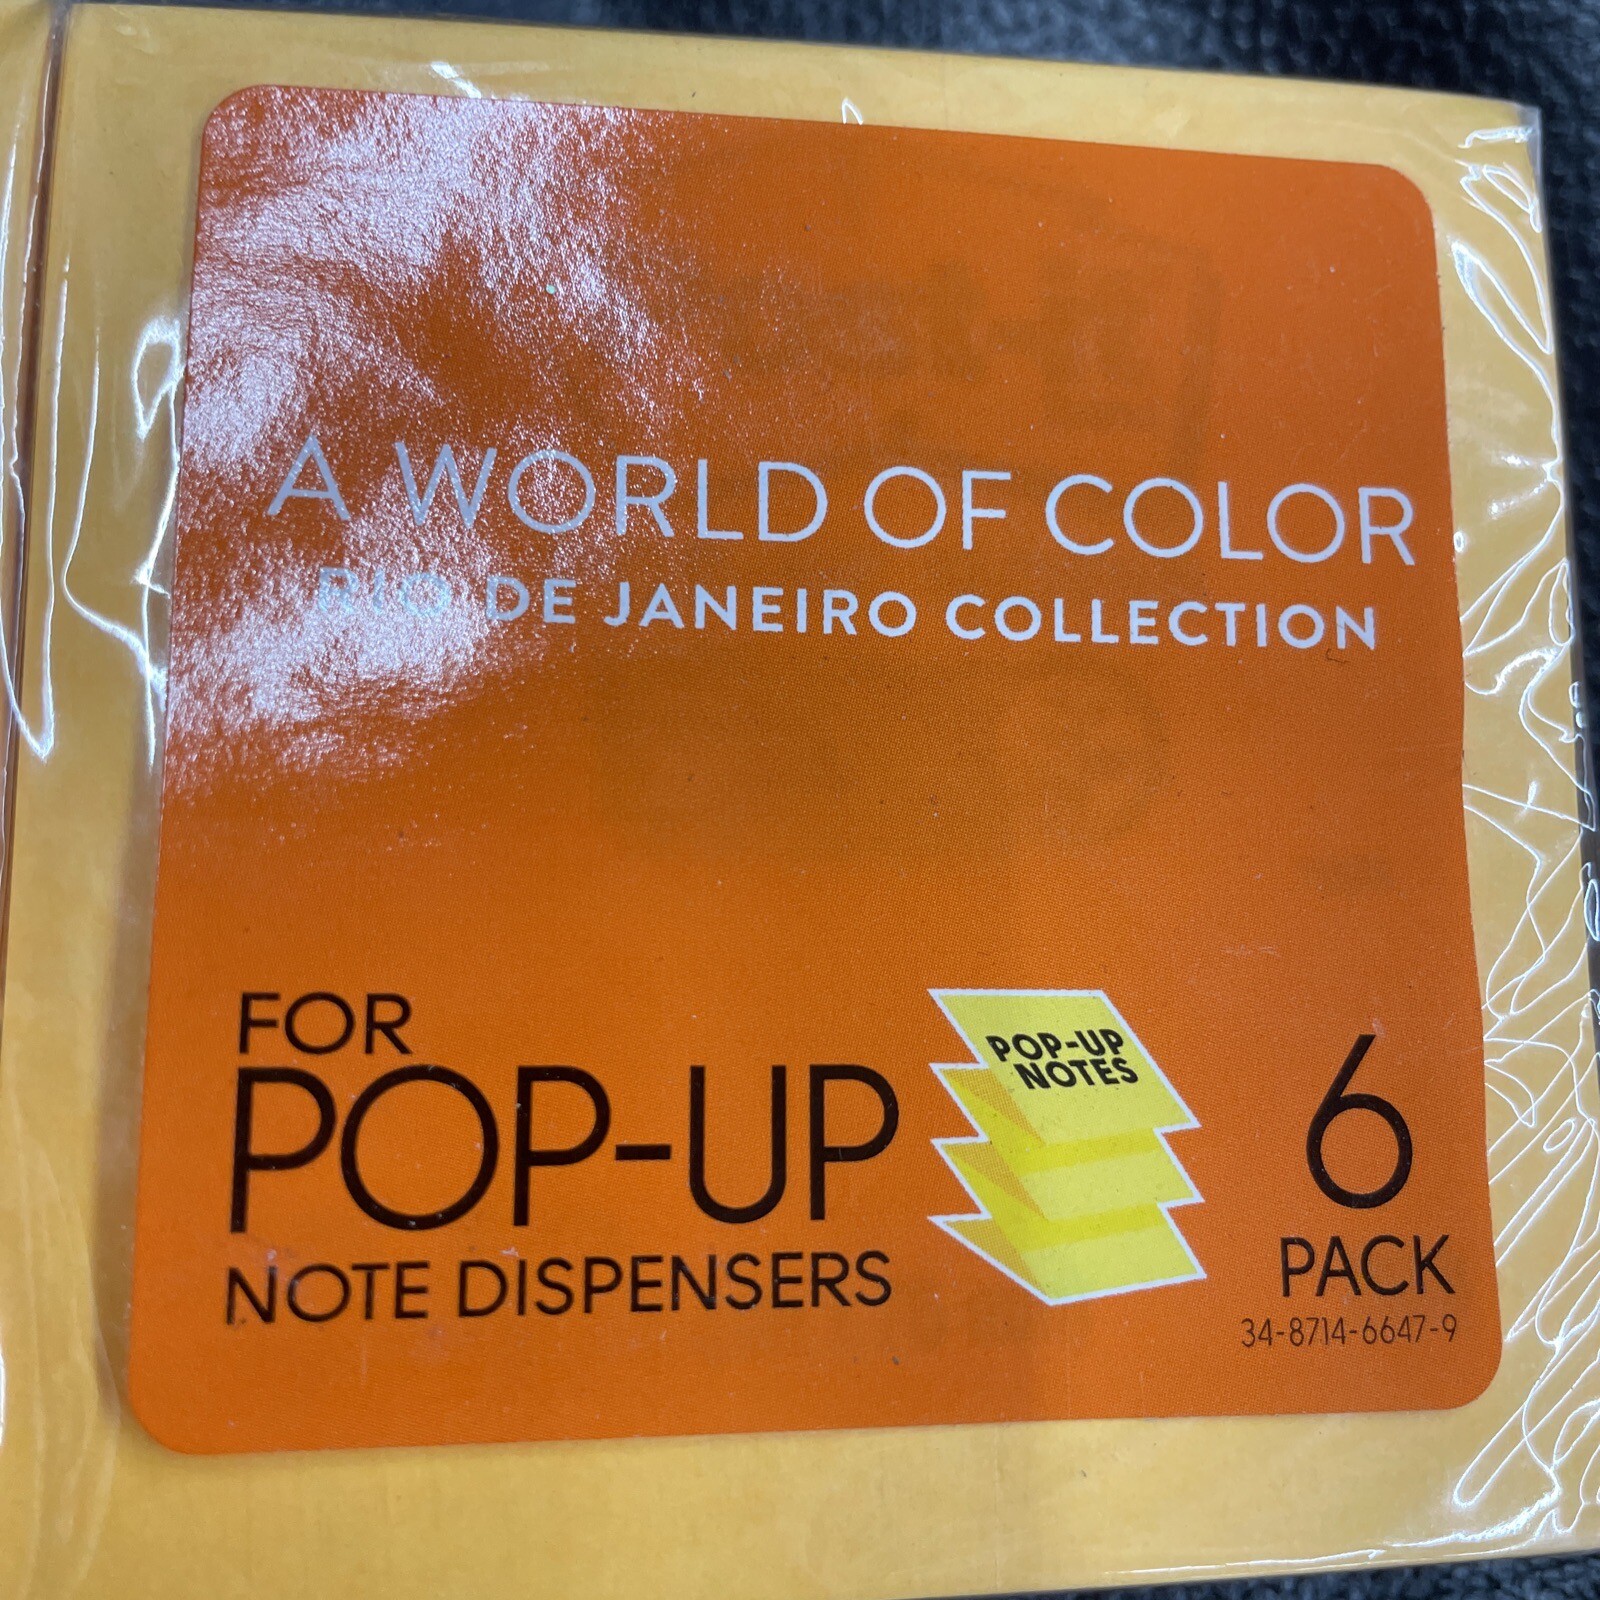 A WORLD OF COLOR
RIO DE JANEIRO COLLECTION
FOR
POP-UP
NOTE DISPENSERS
POP-UP
NOTES
6
PACK
34-8714-6647-9